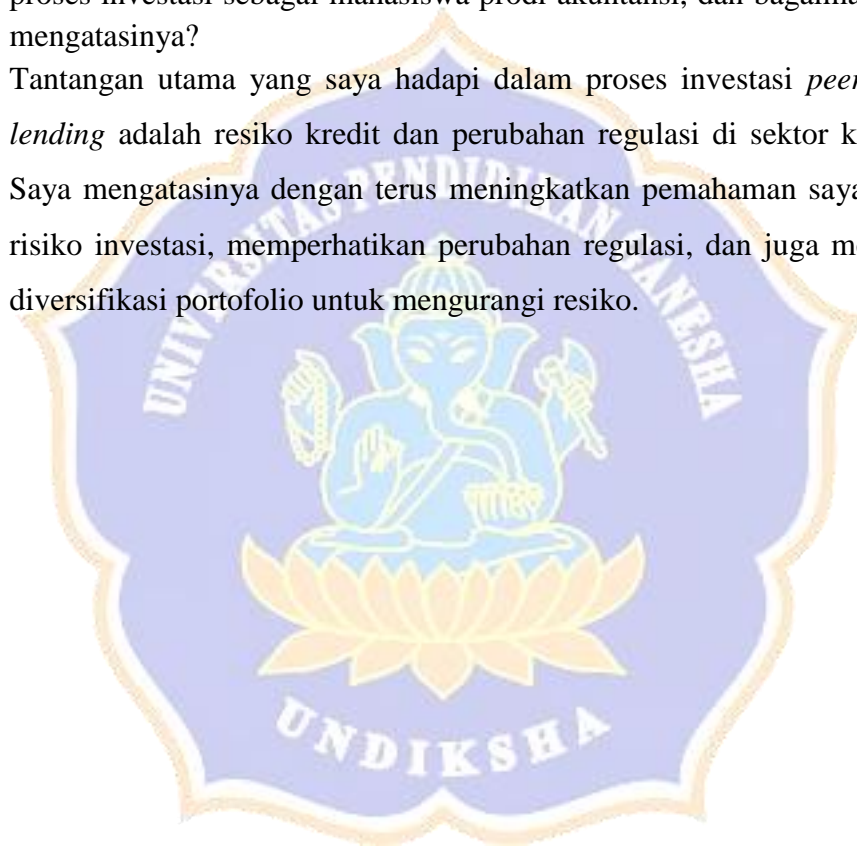 proses investasi sebagai mahasiswa prodi akuntansi, dan
mengatasinya?
Tantangan utama yang saya hadapi dalam proses investasi peer
lending adalah resiko kredit dan perubahan regulasi di sektor
Saya mengatasinya dengan terus meningkatkan pemahaman saya
risiko investasi, memperhatikan perubahan regulasi, dan juga
diversifikasi portofolio untuk mengurangi resiko.
UNIVERSITAS PENDIDIKAN GANESHA
UNDIKSHA